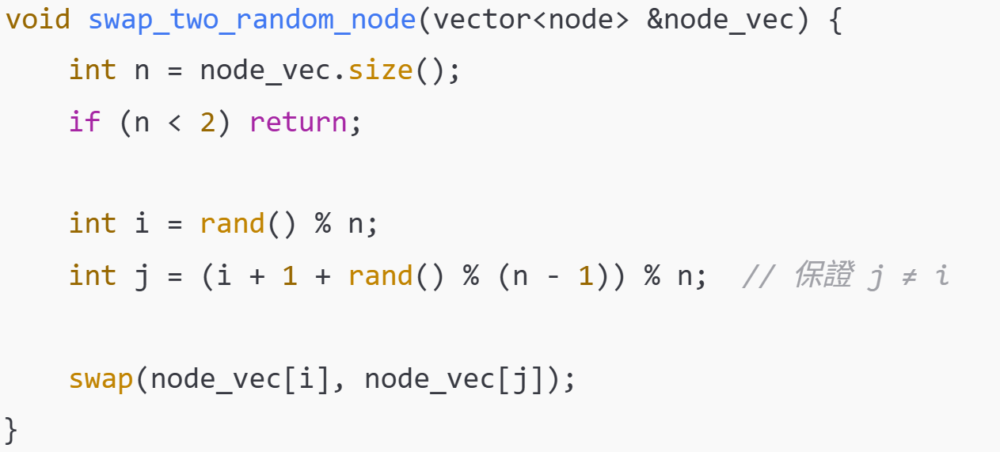 void swap_two_random_node(vector<node> &node_vec) {
    int n = node_vec.size();
    if (n < 2) return;
    int i = rand() % n;
    int j = (i + 1 + rand() % (n - 1)) % n;  // 保證 j ≠ i
    swap(node_vec[i], node_vec[j]);
}